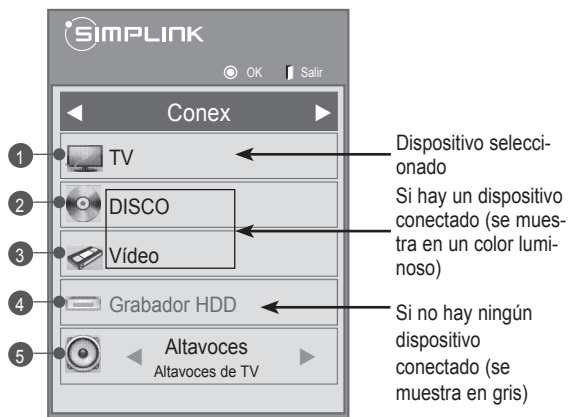 SIMPLINK
OK Salir
Conex
1 TV
2 DISCO
3 Vídeo
4 Grabador HDD
5 Altavoces
Altavoces de TV
Dispositivo selecci-
onado
Si hay un dispositivo
conectado (se mues-
tra en un color lumi-
noso)
Si no hay ningún
dispositivo
conectado (se
muestra en gris)